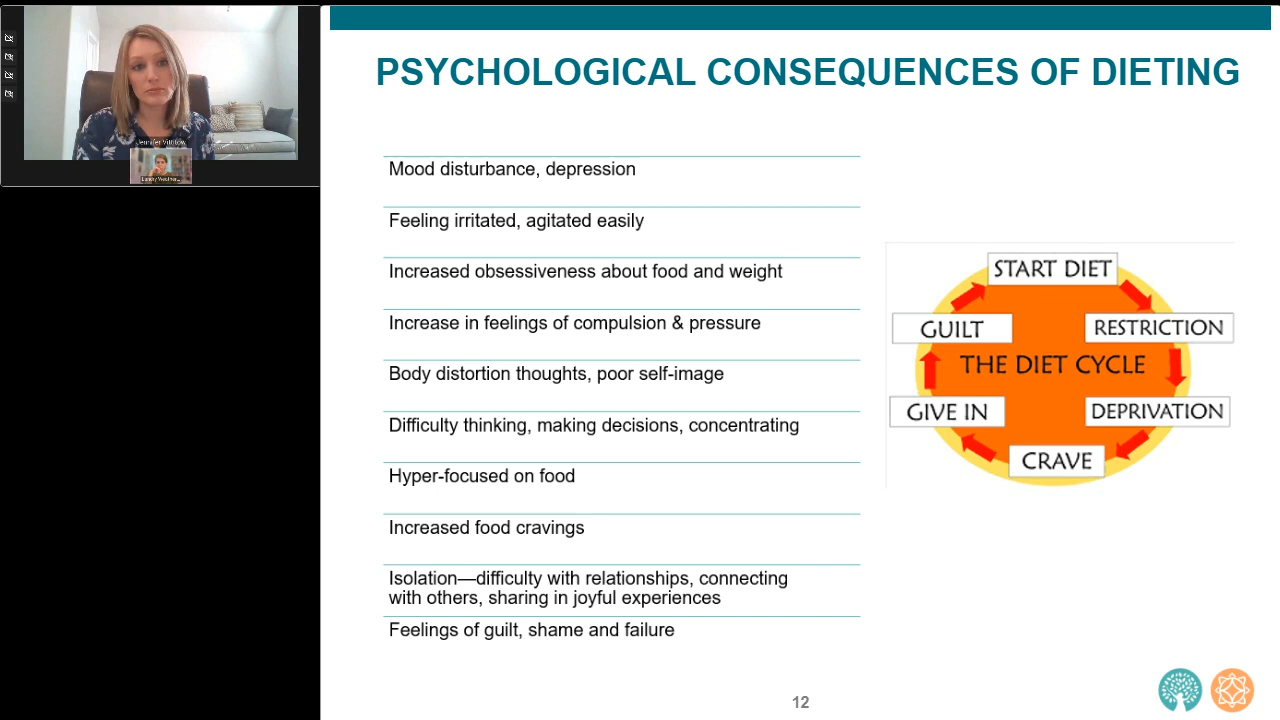 PSYCHOLOGICAL CONSEQUENCES OF DIETING
Jennifer
Mood disturbance, depression
Feeling irritated, agitated easily
Increased obsessiveness about food and weight
Increase in feelings of compulsion & pressure
Body distortion thoughts, poor self-image
Difficulty thinking, making decisions, concentrating
Hyper-focused on food
Increased food cravings
Isolation—difficulty with relationships, connecting
with others, sharing in joyful experiences
Feelings of guilt, shame and failure
START DIET
GUILT
RESTRICTION
THE DIET CYCLE
GIVE IN
DEPRIVATION
CRAVE
12